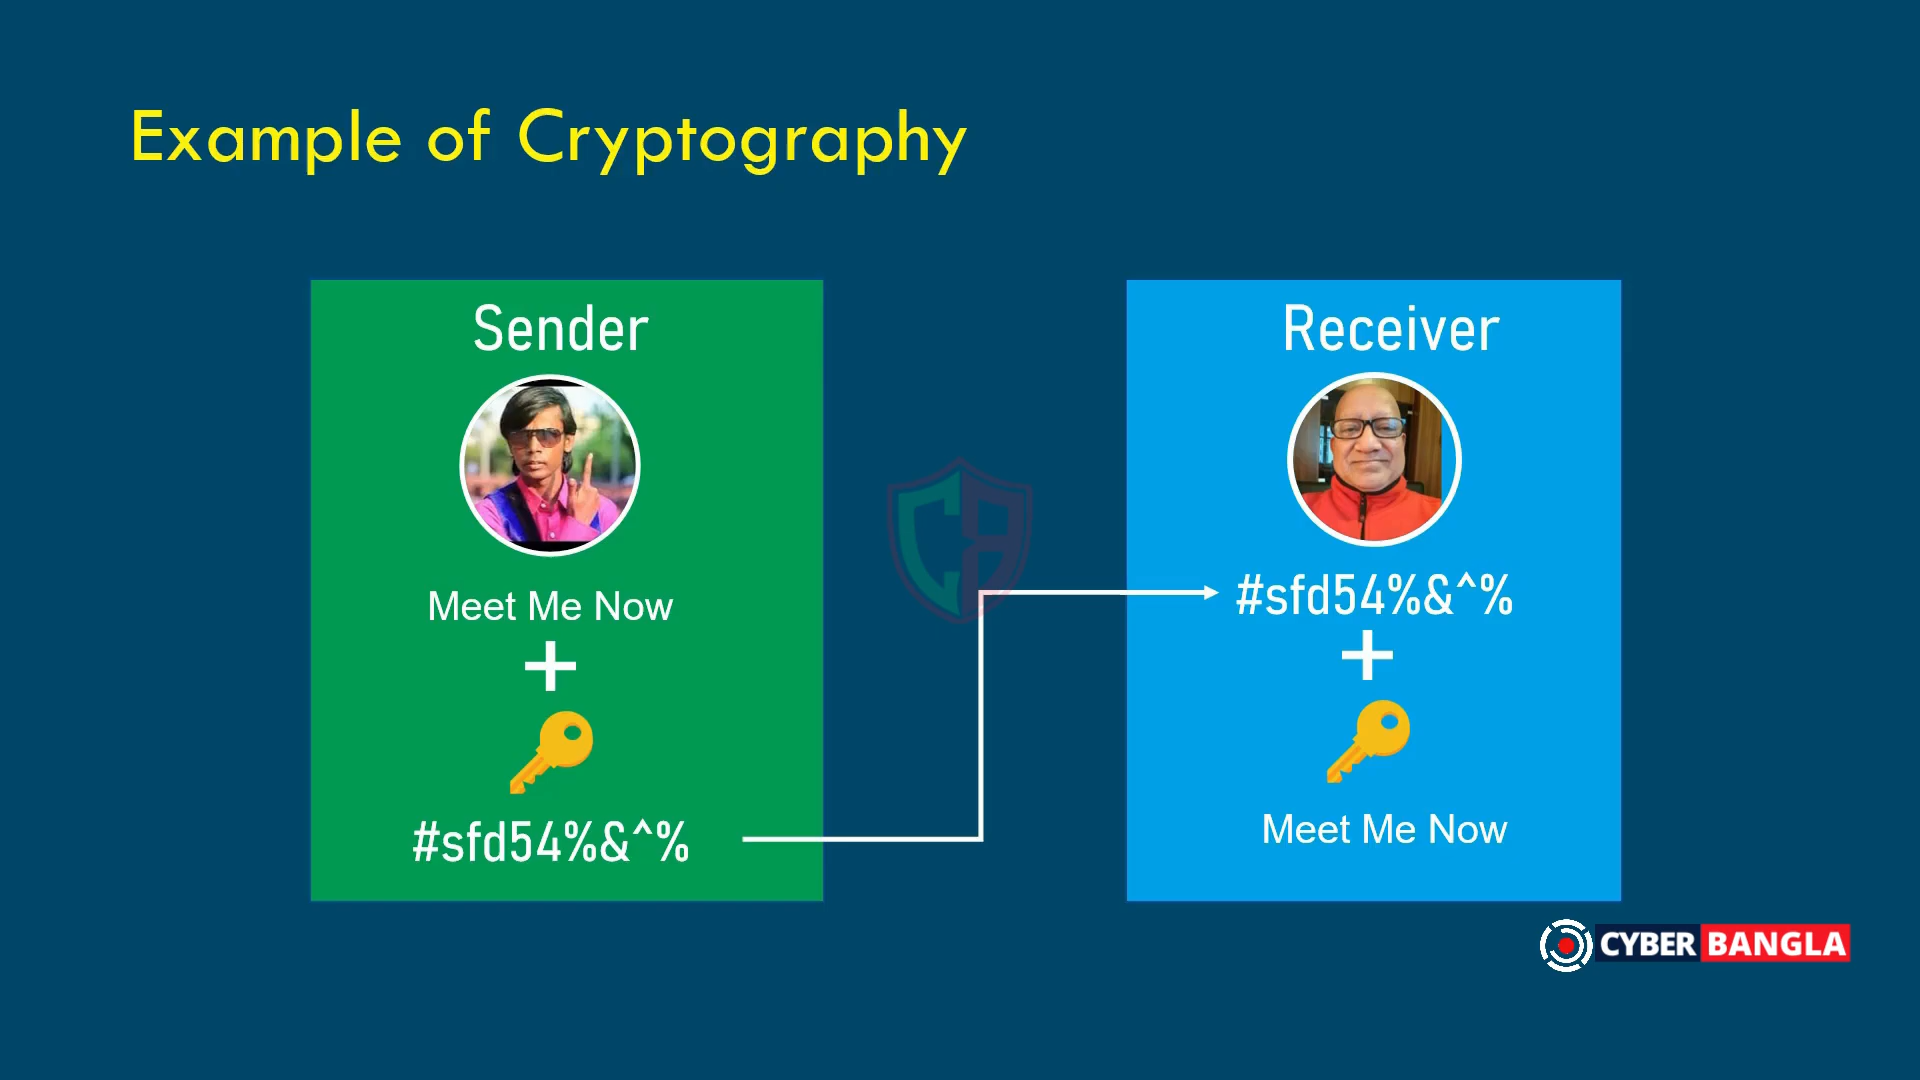 Example of Cryptography
Sender
Meet Me Now
+
#sfd54%&^%
Receiver
#sfd54%&^%
+
Meet Me Now
CYBER BANGLA